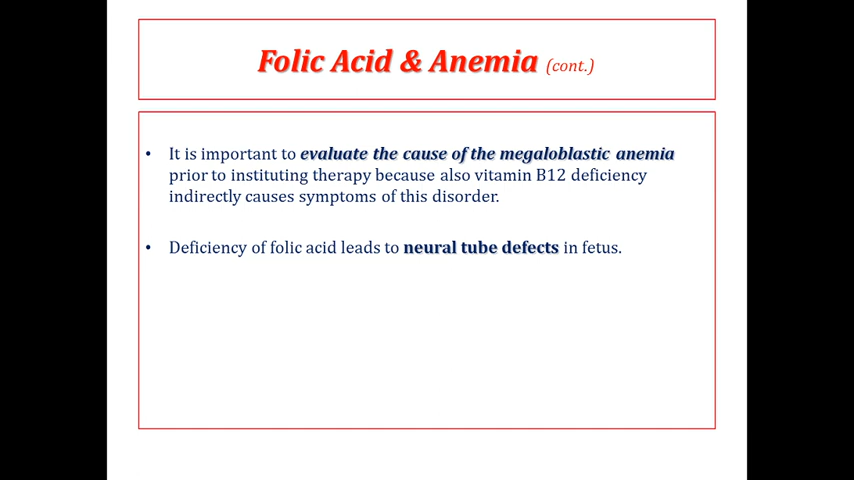 Folic Acid & Anemia (cont.)
• It is important to evaluate the cause of the megaloblastic anemia
prior to instituting therapy because also vitamin B12 deficiency
indirectly causes symptoms of this disorder.
• Deficiency of folic acid leads to neural tube defects in fetus.